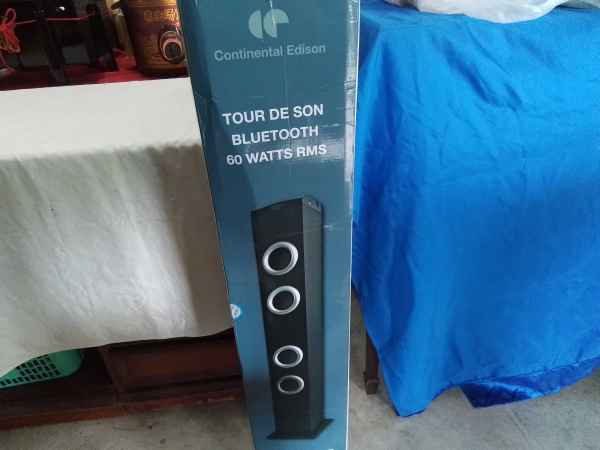 Continental Edison
TOUR DE SON
BLUETOOTH
60 WATTS RMS